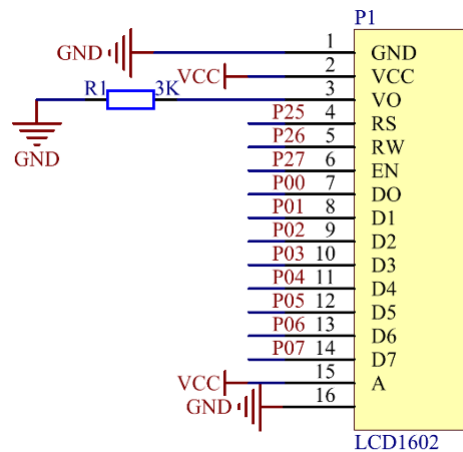 P1
GND 1 GND
VCC 2 VCC
R1 3K 3 VO
P25 4 RS
GND P26 5 RW
P27 6 EN
P00 7 DO
P01 8 D1
P02 9 D2
P03 10 D3
P04 11 D4
P05 12 D5
P06 13 D6
P07 14 D7
VCC 15 A
GND 16
LCD1602